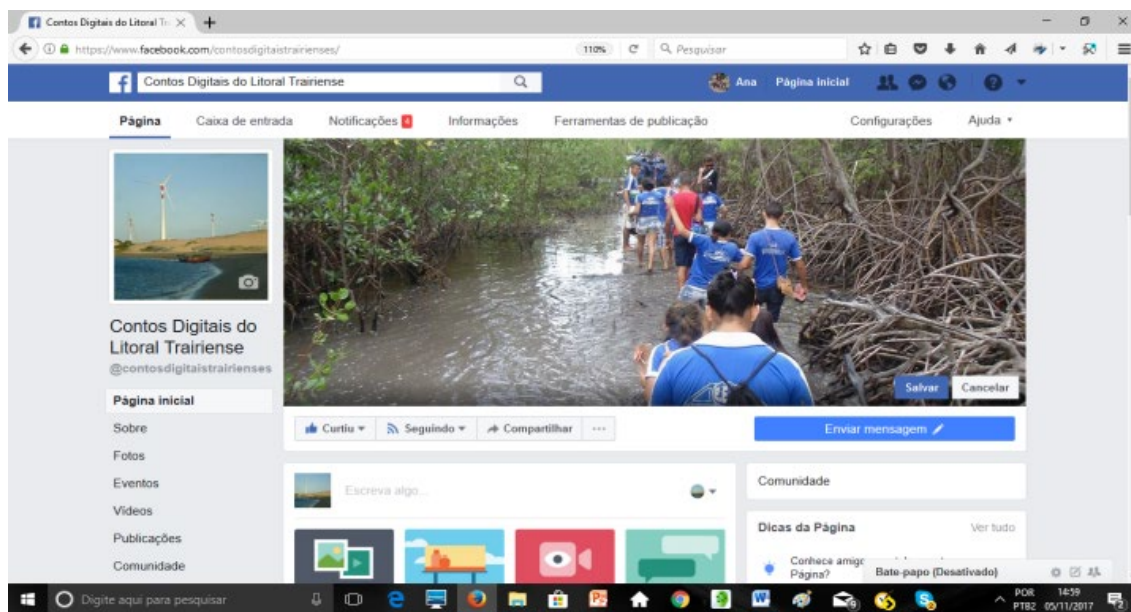 Contos Digitais do Litoral Tr
https://www.facebook.com/contosdigitaistrairienses/
110%
Pesquisar
Contos Digitais do Litoral Trairiense
Ana
Página inicial
Página
Caixa de entrada
Notificações 4
Informações
Ferramentas de publicação
Configurações
Ajuda
Contos Digitais do
Litoral Trairiense
@contosdigitaistrairienses
Salvar
Cancelar
Página inicial
Sobre
Fotos
Eventos
Vídeos
Publicações
Comunidade
Curtiu
Seguindo
Compartilhar
Enviar mensagem
Escreva algo...
Comunidade
Dicas da Página
Ver tudo
Conhece amigo
Página?
Bate-papo (Desativado)
Digite aqui para pesquisar
POR
PTB2
14:59
05/11/2017